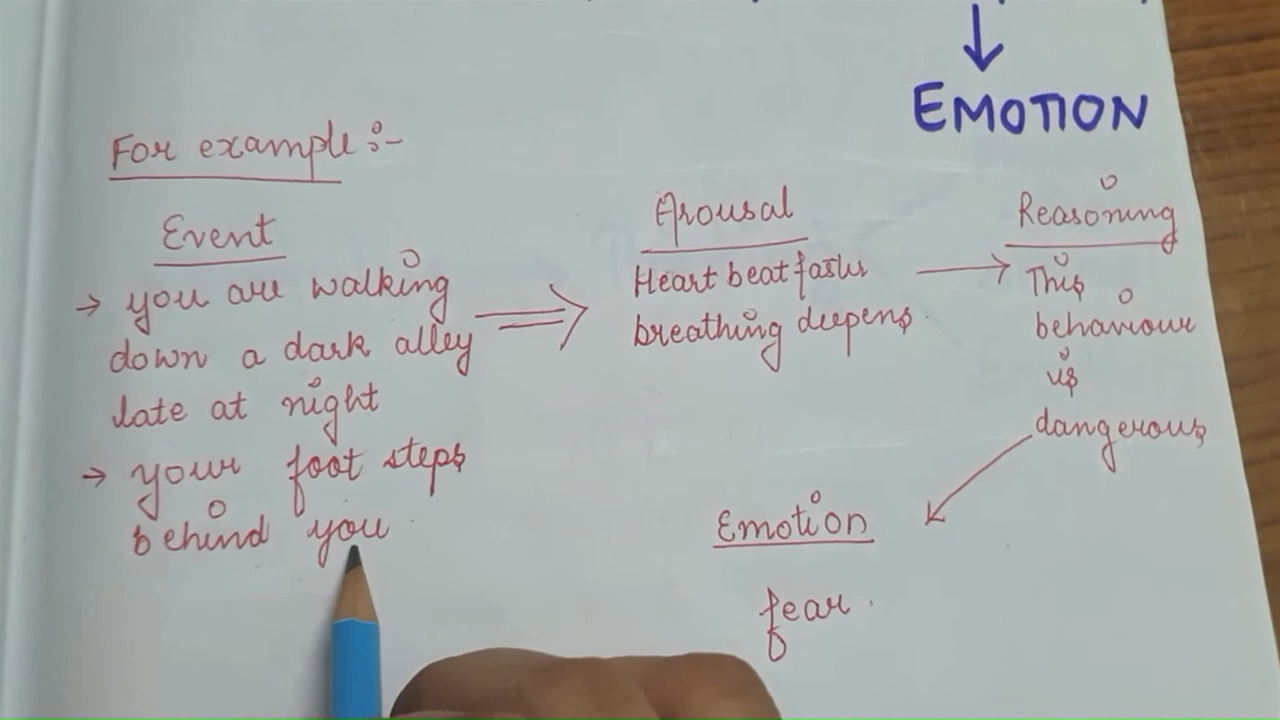 EMOTION
For example :-
Event
→ you are walking
down a dark alley
late at night
→ your foot steps
behind you
Arousal
Heart beat faster
breathing deepens
Reasoning
This
behaviour
is
dangerous
Emotion
fear.